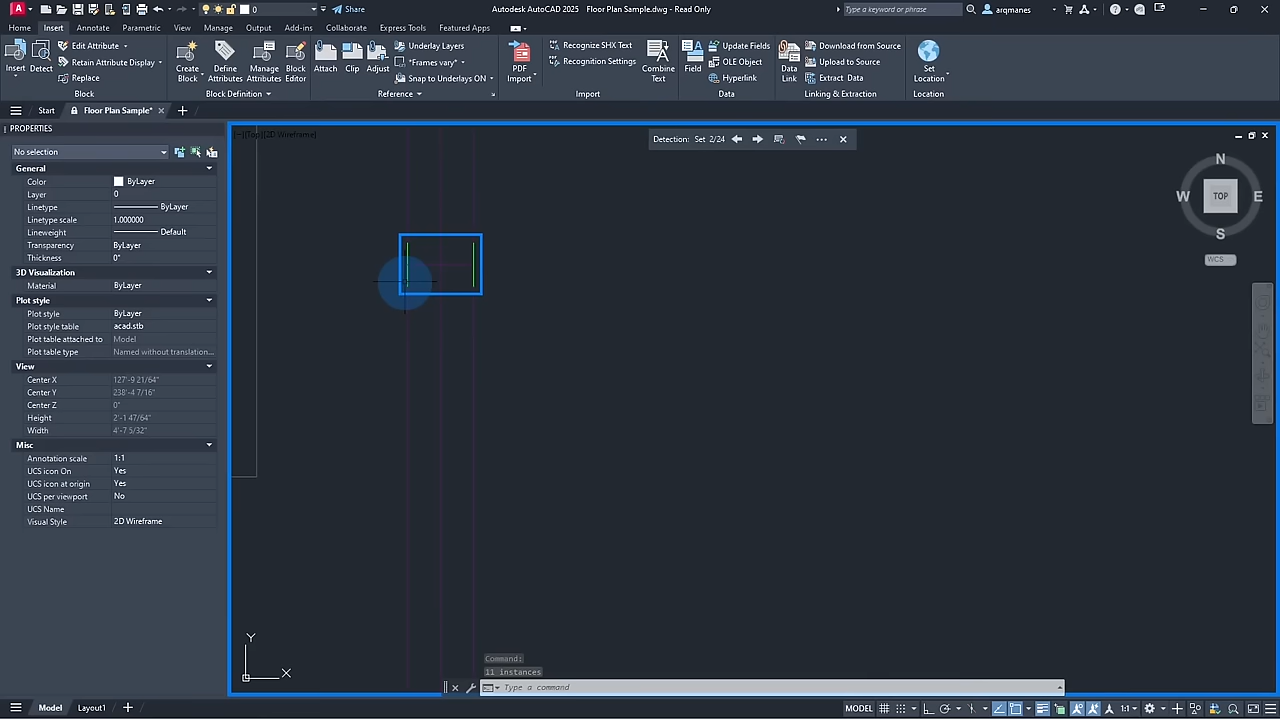 A 0 Share Autodesk AutoCAD 2025 Floor Plan Sample.dwg - Read Only Type a keyword or phrase arqmanes
Home Insert Annotate Parametric View Manage Output Add-ins Collaborate Express Tools Featured Apps
Edit Attribute Underlay Layers Recognize SHX Text Update Fields Download from Source
Retain Attribute Display *Frames vary* Recognition Settings OLE Object Upload to Source
Replace Snap to Underlays ON Hyperlink Extract Data
Insert Detect Create Block Define Attributes Manage Attributes Block Editor Attach Clip Adjust PDF Import Combine Text Field Data Link Set Location
Block Block Definition Reference Import Data Linking & Extraction Location
Start Floor Plan Sample*
PROPERTIES
[−][Top][2D Wireframe]
Detection: Set 2/24
No selection
General
Color ByLayer
Layer 0
Linetype ByLayer
Linetype scale 1.000000
Lineweight Default
Transparency ByLayer
Thickness 0"
3D Visualization
Material ByLayer
Plot style
Plot style ByLayer
Plot style table acad.stb
Plot table attached to Model
Plot table type Named without translation...
View
Center X 127'-9 21/64"
Center Y 238'-4 7/16"
Center Z 0"
Height 2'-1 47/64"
Width 4'-7 5/32"
Misc
Annotation scale 1:1
UCS icon On Yes
UCS icon at origin Yes
UCS per viewport No
UCS Name
Visual Style 2D Wireframe
N
W TOP E
S
WCS
Y
X
Command:
11 instances
Type a command
Model Layout1 MODEL 1:1